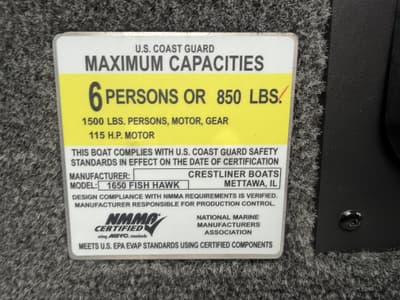 U.S. COAST GUARD
MAXIMUM CAPACITIES
6 PERSONS OR 850 LBS.
1500 LBS. PERSONS, MOTOR, GEAR
115 H.P. MOTOR
THIS BOAT COMPLIES WITH U.S. COAST GUARD SAFETY
STANDARDS IN EFFECT ON THE DATE OF CERTIFICATION
MANUFACTURER: CRESTLINER BOATS
MODEL: 1650 FISH HAWK METTAWA, IL
DESIGN COMPLIANCE WITH NMMA REQUIREMENTS IS VERIFIED.
MANUFACTURER RESPONSIBLE FOR PRODUCTION CONTROL.
NMMA
CERTIFIED
using ABYC standards
NATIONAL MARINE
MANUFACTURERS
ASSOCIATION
MEETS U.S. EPA EVAP STANDARDS USING CERTIFIED COMPONENTS